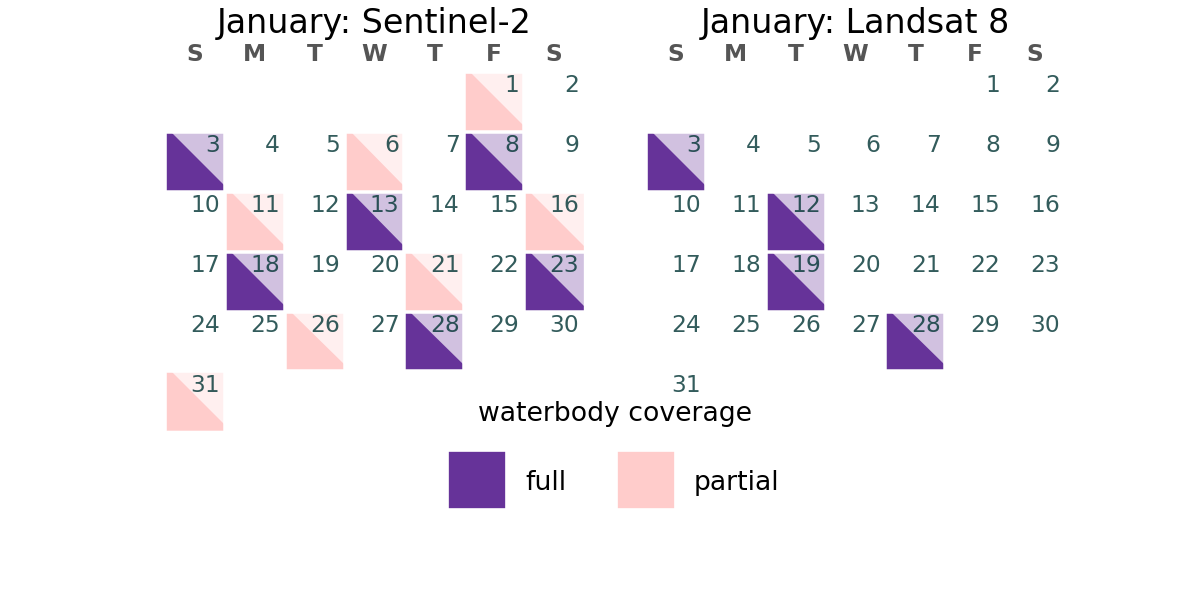 January: Sentinel-2
S M T W T F S
1 2
3 4 5 6 7 8 9
10 11 12 13 14 15 16
17 18 19 20 21 22 23
24 25 26 27 28 29 30
31
January: Landsat 8
S M T W T F S
1 2
3 4 5 6 7 8 9
10 11 12 13 14 15 16
17 18 19 20 21 22 23
24 25 26 27 28 29 30
31
waterbody coverage
full partial